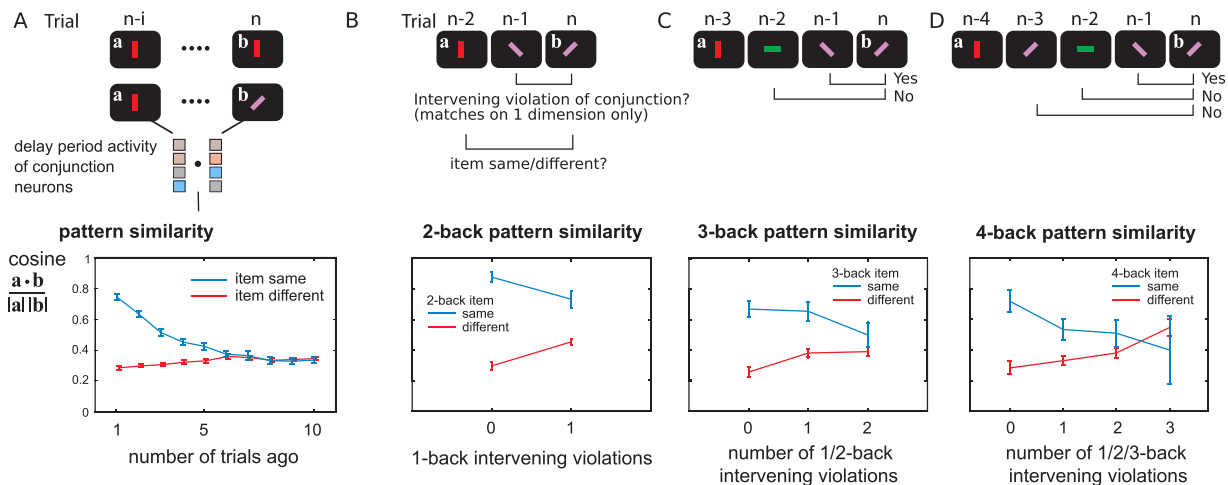 A
Trial
n-i
n
a
b
a
b
delay period activity
of conjunction
neurons
pattern similarity
cosine
a • b
|a| |b|
item same
item different
1
0.8
0.6
0.4
0.2
0
1
5
10
number of trials ago
B
Trial
n-2
n-1
n
a
b
Intervening violation of conjunction?
(matches on 1 dimension only)
item same/different?
2-back pattern similarity
2-back item
same
different
0
1
1-back intervening violations
C
n-3
n-2
n-1
n
a
b
Yes
No
3-back pattern similarity
3-back item
same
different
0
1
2
number of 1/2-back
intervening violations
D
n-4
n-3
n-2
n-1
n
a
b
Yes
No
No
4-back pattern similarity
4-back item
same
different
0
1
2
3
number of 1/2/3-back
intervening violations